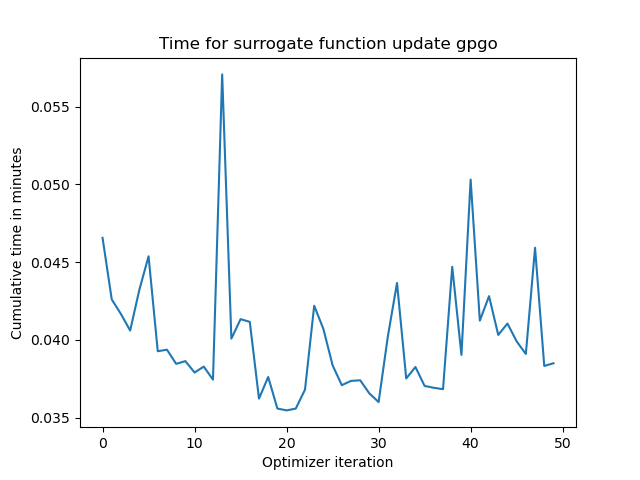 Time for surrogate function update gpgo
Cumulative time in minutes
0.055
0.050
0.045
0.040
0.035
0 10 20 30 40 50
Optimizer iteration